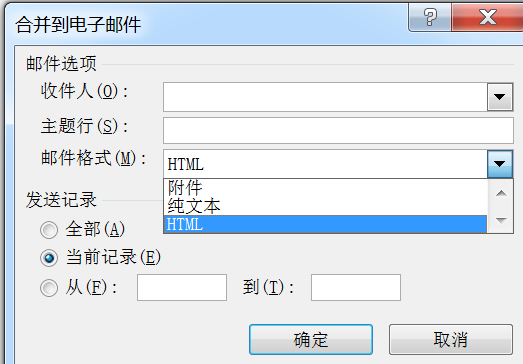 合并到电子邮件
邮件选项
收件人(O):
主题行(S):
邮件格式(M): HTML
附件
纯文本
HTML
发送记录
全部(A)
当前记录(E)
从(F): 到(T):
确定 取消